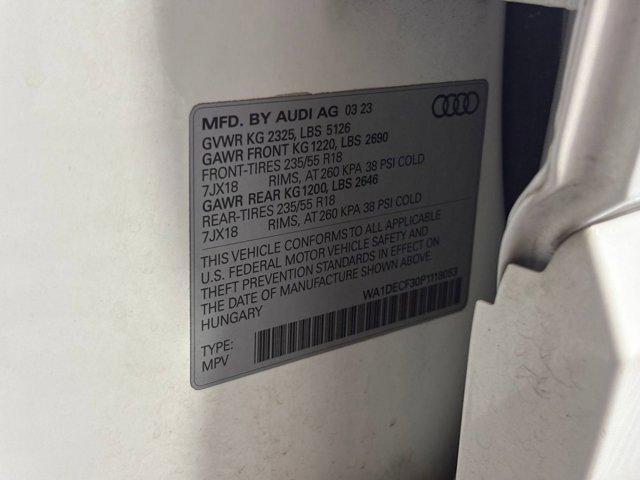 MFD. BY AUDI AG 03 23
GVWR KG 2325, LBS 5126
GAWR FRONT KG 1220, LBS 2690
FRONT-TIRES 235/55 R18
7JX18 RIMS, AT 260 KPA 38 PSI COLD
GAWR REAR KG 1200, LBS 2646
REAR-TIRES 235/55 R18
7JX18 RIMS, AT 260 KPA 38 PSI COLD
THIS VEHICLE CONFORMS TO ALL APPLICABLE
U.S. FEDERAL MOTOR VEHICLE SAFETY AND
THEFT PREVENTION STANDARDS IN EFFECT ON
THE DATE OF MANUFACTURE SHOWN ABOVE.
HUNGARY
WA1DECF30P1119053
TYPE:
MPV